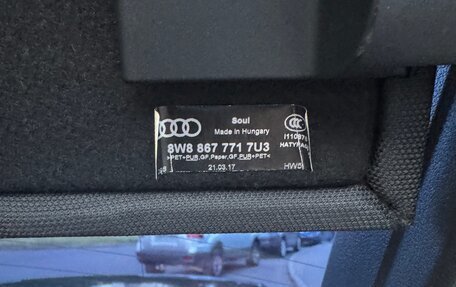 Soul
Made in Hungary
8W8 867 771 7U3
>PET+PUR,GF,Paper,GF,PUR+PET<
21.03.17